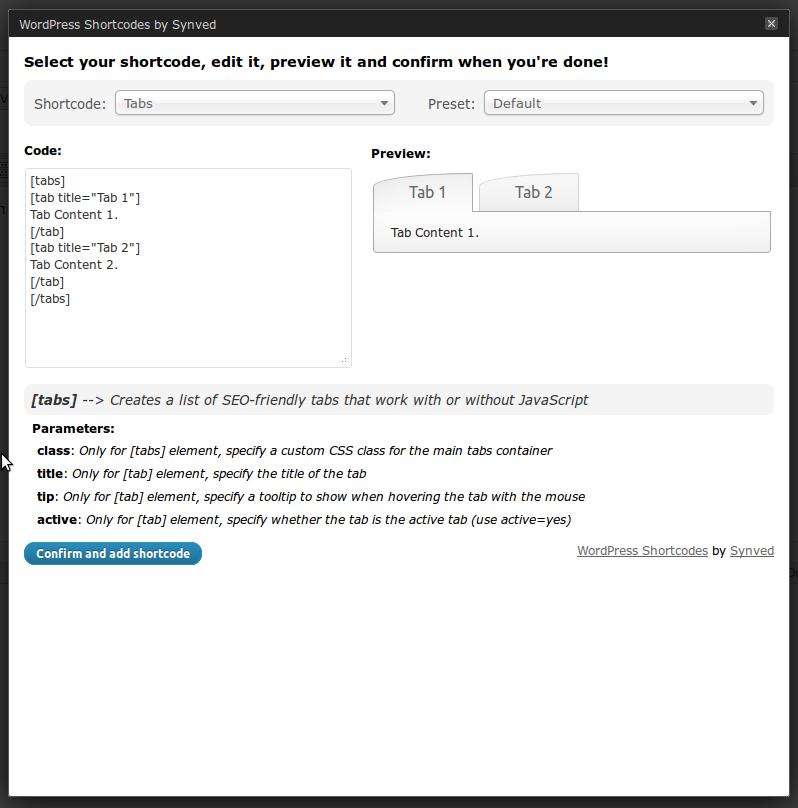 WordPress Shortcodes by Synved
Select your shortcode, edit it, preview it and confirm when you're done!
Shortcode: Tabs Preset: Default
Code:
[tabs]
[tab title="Tab 1"]
Tab Content 1.
[/tab]
[tab title="Tab 2"]
Tab Content 2.
[/tab]
[/tabs]
Preview:
Tab 1 Tab 2
Tab Content 1.
[tabs] --> Creates a list of SEO-friendly tabs that work with or without JavaScript
Parameters:
class: Only for [tabs] element, specify a custom CSS class for the main tabs container
title: Only for [tab] element, specify the title of the tab
tip: Only for [tab] element, specify a tooltip to show when hovering the tab with the mouse
active: Only for [tab] element, specify whether the tab is the active tab (use active=yes)
Confirm and add shortcode
WordPress Shortcodes by Synved